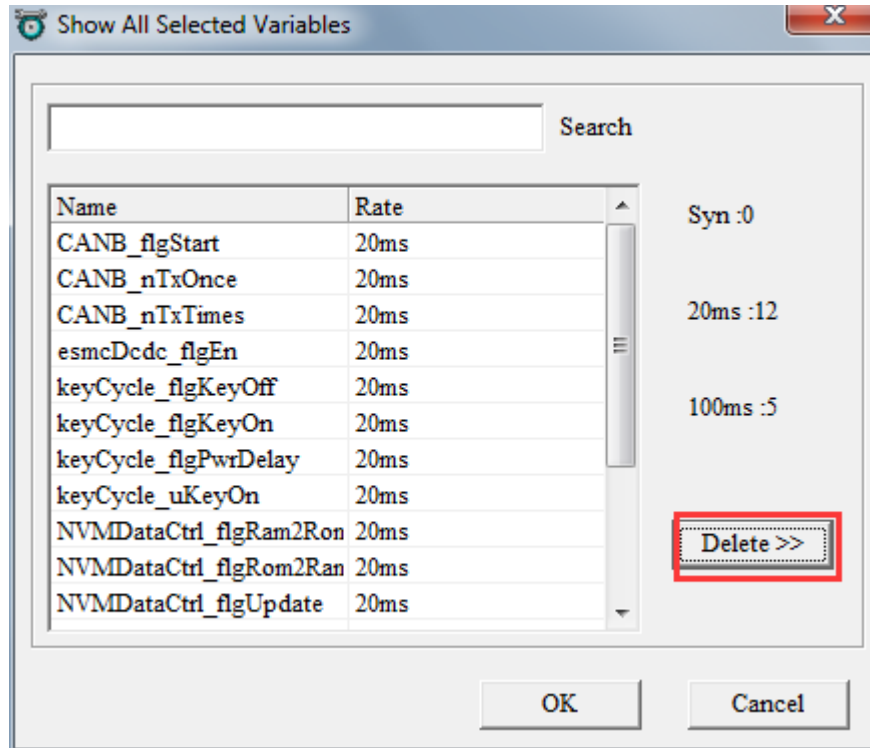 Show All Selected Variables
Search
Name Rate
CANB_flgStart 20ms
CANB_nTxOnce 20ms
CANB_nTxTimes 20ms
esmcDcdc_flgEn 20ms
keyCycle_flgKeyOff 20ms
keyCycle_flgKeyOn 20ms
keyCycle_flgPwrDelay 20ms
keyCycle_uKeyOn 20ms
NVMDataCtrl_flgRam2Ron 20ms
NVMDataCtrl_flgRom2Ran 20ms
NVMDataCtrl_flgUpdate 20ms
Syn :0
20ms :12
100ms :5
Delete >>
OK Cancel